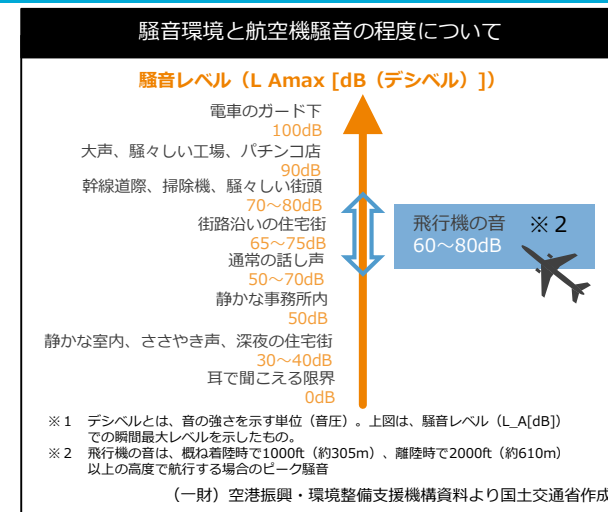 騒音環境と航空機騒音の程度について
騒音レベル（L Amax [dB（デシベル）]）
電車のガード下
100dB
大声、騒々しい工場、パチンコ店
90dB
幹線道際、掃除機、騒々しい街頭
70～80dB
街路沿いの住宅街
65～75dB
通常の話し声
50～70dB
静かな事務所内
50dB
静かな室内、ささやき声、深夜の住宅街
30～40dB
耳で聞こえる限界
0dB
飛行機の音 ※２
60～80dB
※１ デシベルとは、音の強さを示す単位（音圧）。上図は、騒音レベル（L_A[dB]）
での瞬間最大レベルを示したもの。
※２ 飛行機の音は、概ね着陸時で1000ft（約305m）、離陸時で2000ft（約610m）
以上の高度で航行する場合のピーク騒音
（一財）空港振興・環境整備支援機構資料より国土交通省作成